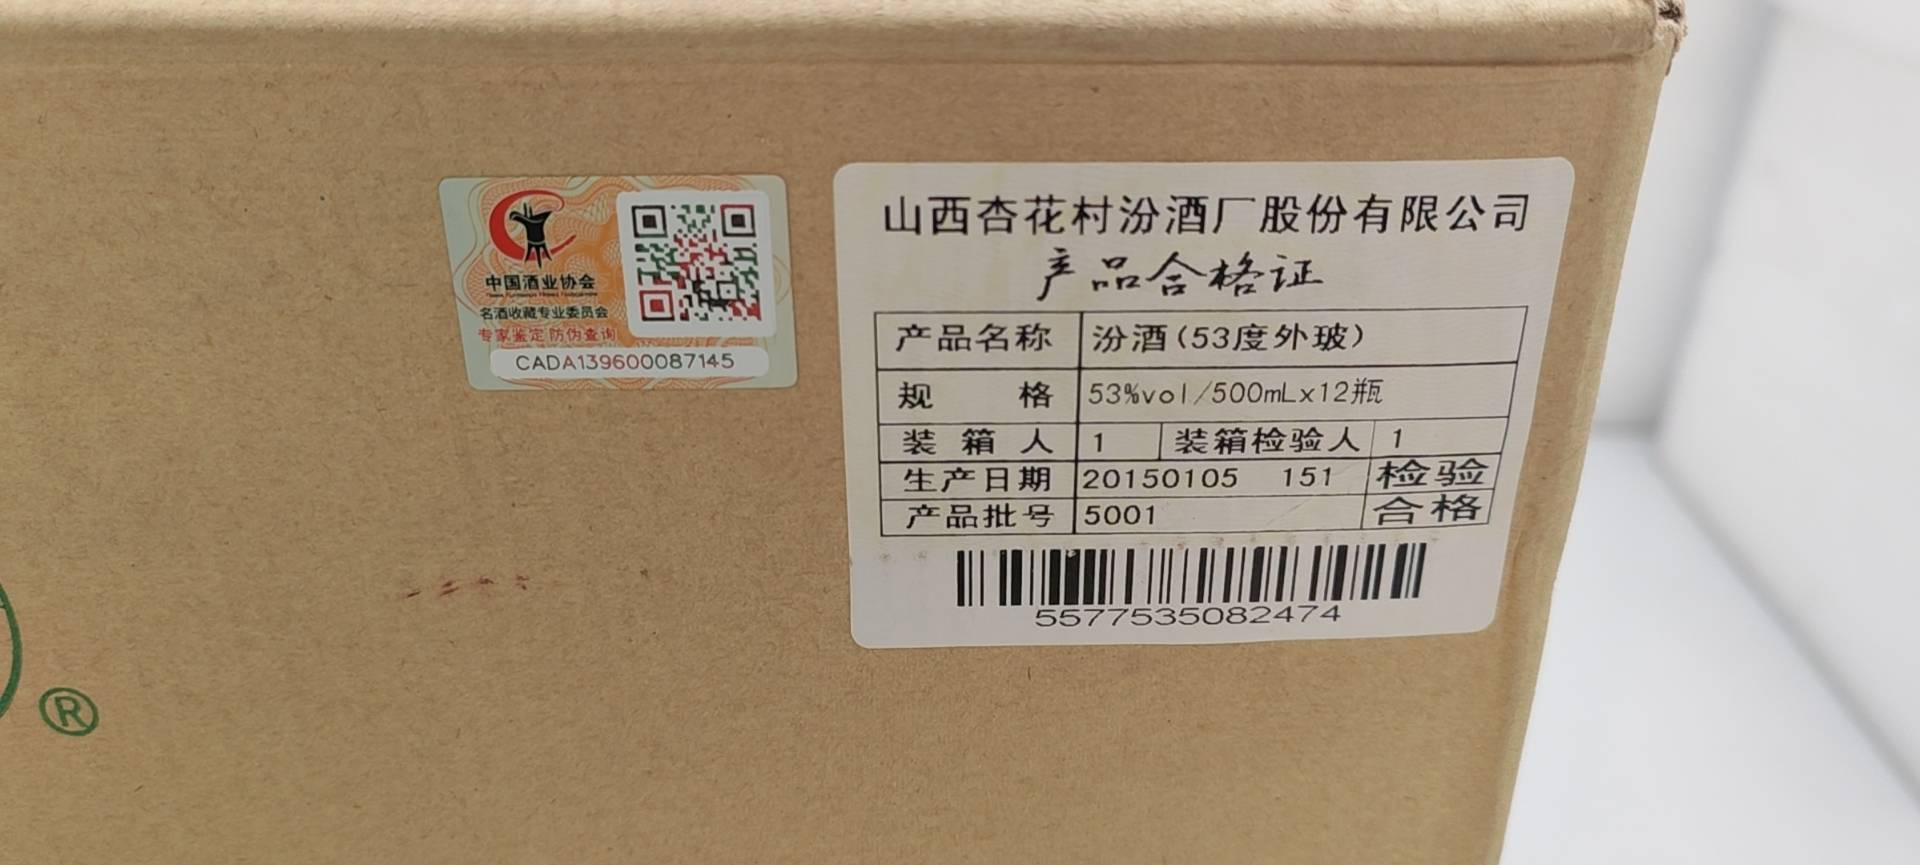 中国酒业协会
名酒收藏专业委员会
专家鉴定 防伪查询
CADA139600087145
山西杏花村汾酒厂股份有限公司
产品合格证
产品名称 汾酒(53度外玻)
规 格 53%vol/500mLx12瓶
装箱人 1 装箱检验人 1
生产日期 20150105 151 检验
产品批号 5001 合格
5577535082474
®